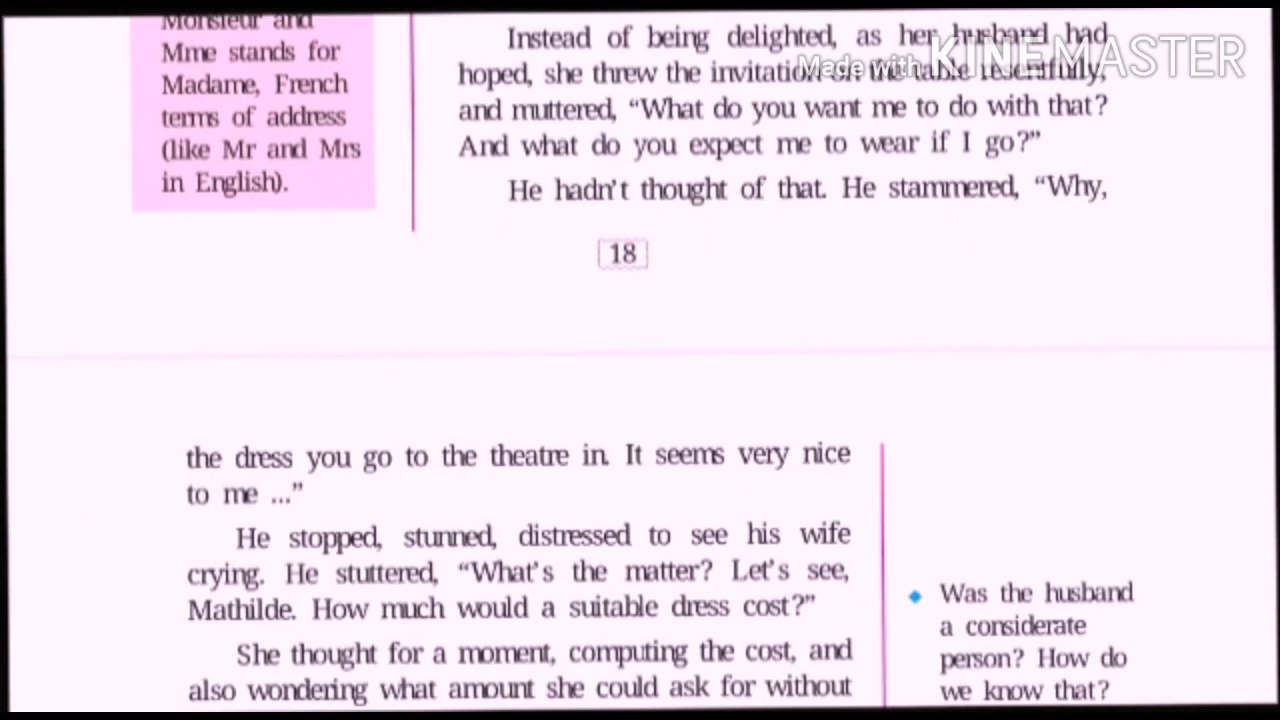 Monsieur and
Mme stands for
Madame, French
terms of address
(like Mr and Mrs
in English).
Instead of being delighted, as her husband had
hoped, she threw the invitation on the table resentfully,
and muttered, “What do you want me to do with that?
And what do you expect me to wear if I go?”
He hadn’t thought of that. He stammered, “Why,
Made with KINEMASTER
18
the dress you go to the theatre in. It seems very nice
to me ...”
He stopped, stunned, distressed to see his wife
crying. He stuttered, “What’s the matter? Let’s see,
Mathilde. How much would a suitable dress cost?”
She thought for a moment, computing the cost, and
also wondering what amount she could ask for without
Was the husband
a considerate
person? How do
we know that?